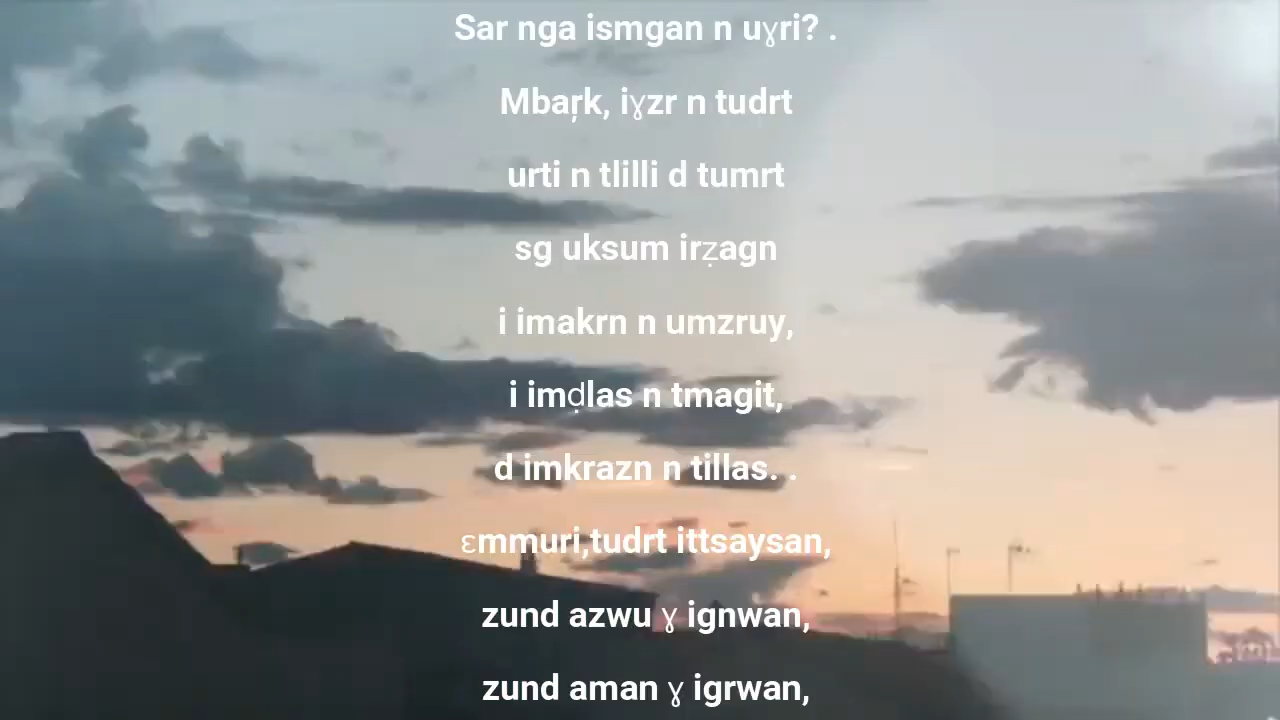 Sar nga ismgan n uɣri? .
Mbaṛk, iɣzr n tudrt
urti n tlilli d tumrt
sg uksum irẓagn
i imakrn n umzruy,
i imḍlas n tmagit,
d imkrazn n tillas. .
ɛmmuri,tudrt ittsaysan,
zund azwu ɣ ignwan,
zund aman ɣ igrwan,